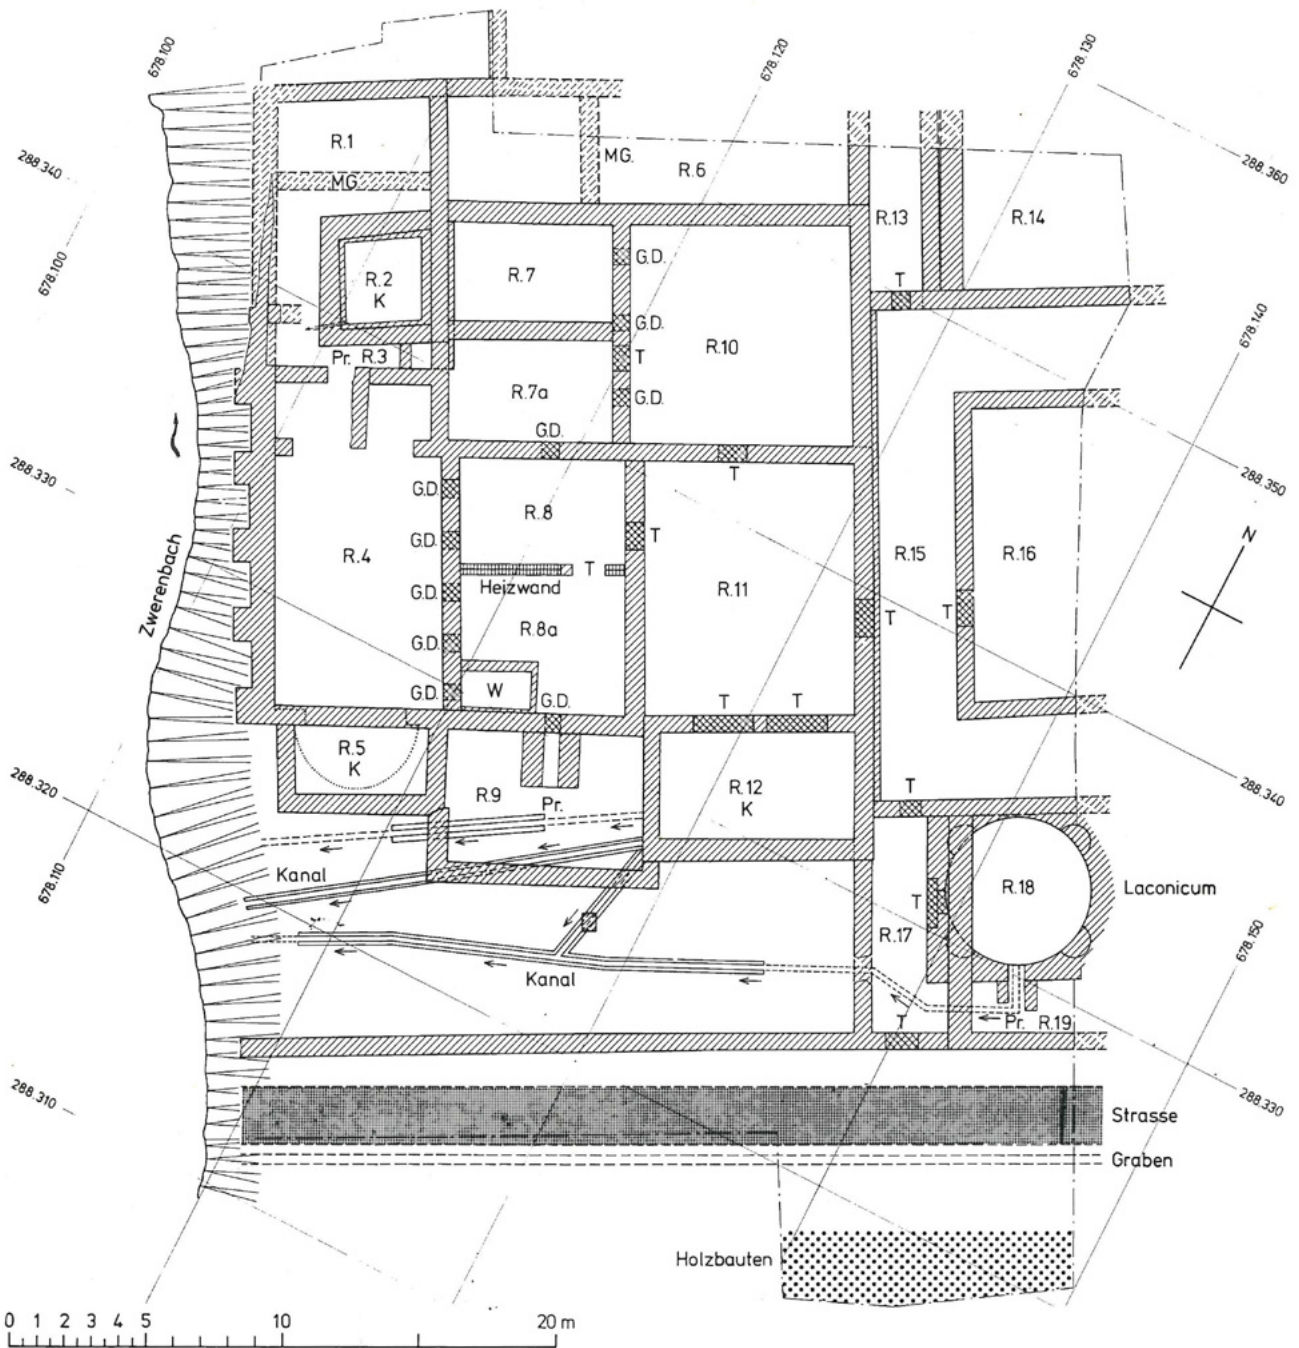 678.100
678.120
678.130
R.1
MG.
MG.
R.6
R.13
R.14
288.340
288.360
678.100
R.2
K
R.7
G.D.
T
G.D.
R.10
T
678.140
Pr. R.3
R.7a
G.D.
G.D.
T
288.330
288.350
G.D.
R.8
T
N
G.D.
Zwerenbach
R.4
T
R.15
R.16
Heizwand
G.D.
R.11
T
T
R.8a
G.D.
G.D.
W
G.D.
T
T
R.5
K
288.320
R.9
Pr.
R.12
K
T
288.340
678.110
Kanal
R.18
Laconicum
T
R.17
678.150
Kanal
T
Pr.
R.19
288.310
288.330
Strasse
Graben
Holzbauten
0 1 2 3 4 5 10 20 m